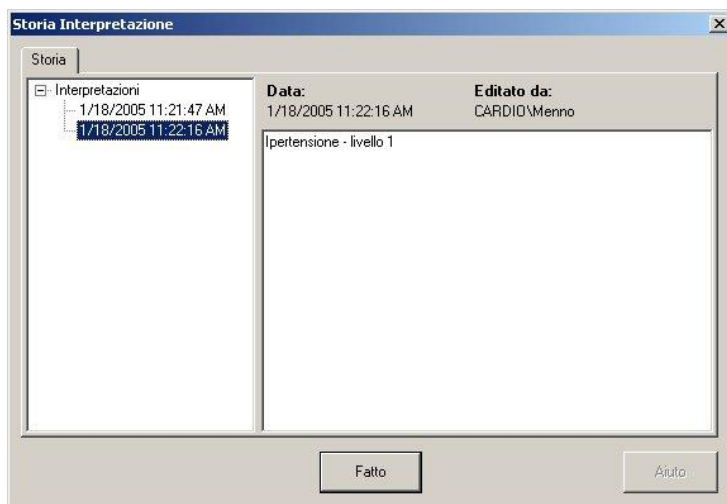 Storia Interpretazione
Storia
Interpretazioni
1/18/2005 11:21:47 AM
1/18/2005 11:22:16 AM
Data:
1/18/2005 11:22:16 AM
Editato da:
CARDIO\Menno
Ipertensione - livello 1
Fatto
Aiuto